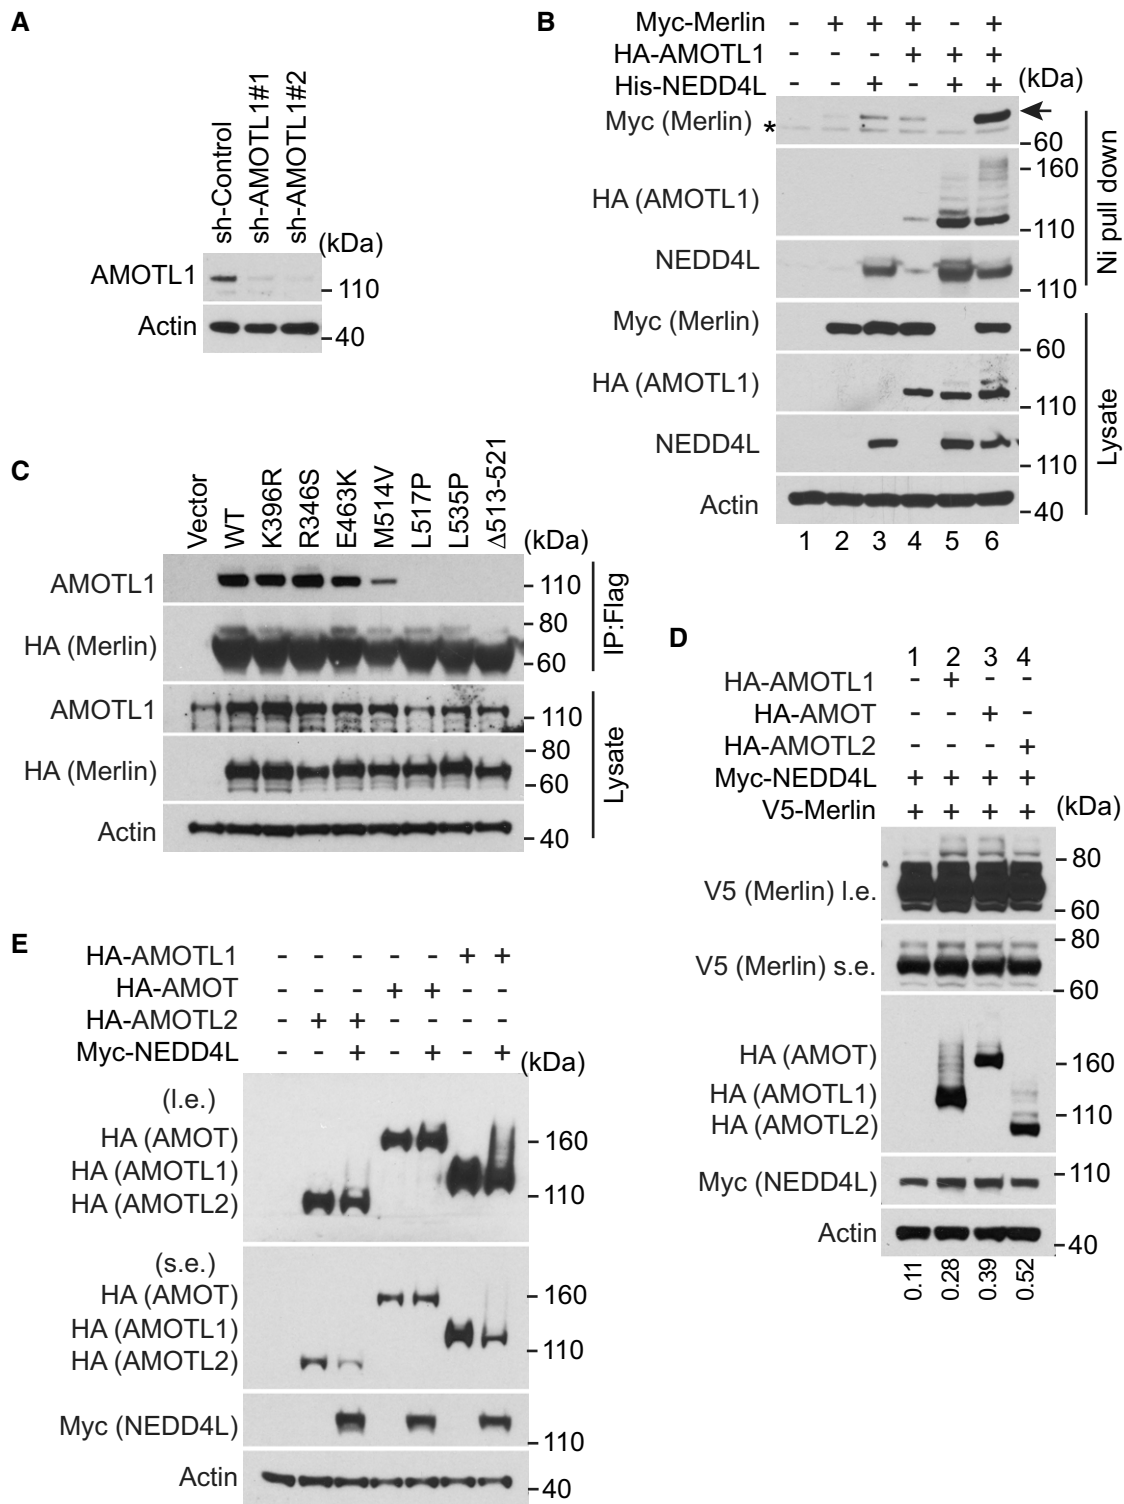 A
sh-Control
sh-AMOTL1#1
sh-AMOTL1#2
(kDa)
AMOTL1
110
Actin
40
B
Myc-Merlin - + + + - +
HA-AMOTL1 - - - + + +
His-NEDD4L - - + - + +
(kDa)
Myc (Merlin) *
60
160
HA (AMOTL1)
110
NEDD4L
110
Ni pull down
Myc (Merlin)
60
HA (AMOTL1)
110
NEDD4L
110
Actin
40
Lysate
1 2 3 4 5 6
C
Vector
WT
K396R
R346S
E463K
M514V
L517P
L535P
Δ513-521
(kDa)
AMOTL1
110
80
HA (Merlin)
60
IP:Flag
AMOTL1
110
80
HA (Merlin)
60
Actin
40
Lysate
D
1 2 3 4
HA-AMOTL1 - + - -
HA-AMOT - - + -
HA-AMOTL2 - - - +
Myc-NEDD4L + + + +
V5-Merlin + + + +
(kDa)
80
V5 (Merlin) l.e.
60
80
V5 (Merlin) s.e.
60
HA (AMOT)
160
HA (AMOTL1)
110
HA (AMOTL2)
110
Myc (NEDD4L)
Actin
40
0.11
0.28
0.39
0.52
E
HA-AMOTL1 - - - - - + +
HA-AMOT - - - + + - -
HA-AMOTL2 - + + - - - -
Myc-NEDD4L - - + - + - +
(kDa)
(l.e.)
HA (AMOT)
160
HA (AMOTL1)
110
HA (AMOTL2)
(s.e.)
HA (AMOT)
160
HA (AMOTL1)
110
HA (AMOTL2)
Myc (NEDD4L)
110
Actin
40